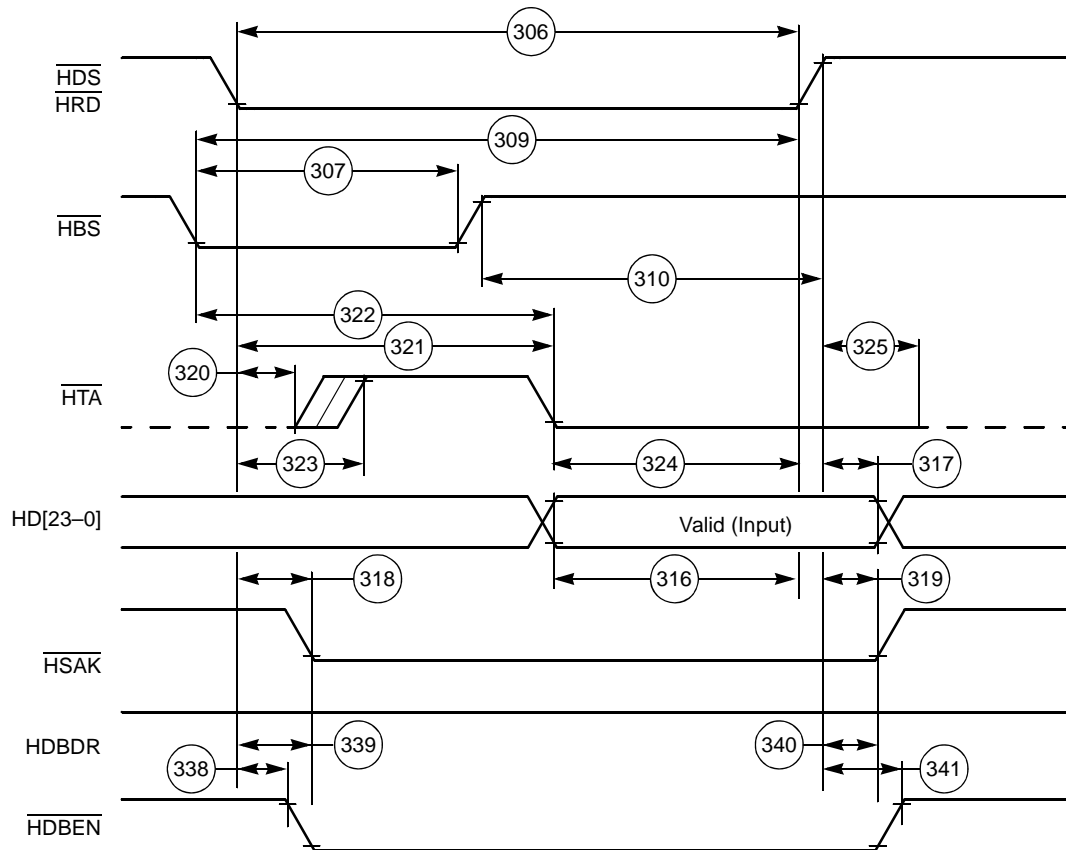 306
HDS
HRD
309
307
HBS
310
322
321
325
320
HTA
323
324
317
HD[23–0]
Valid (Input)
318
316
319
HSAK
HDBDR
339
340
338
341
HDBEN